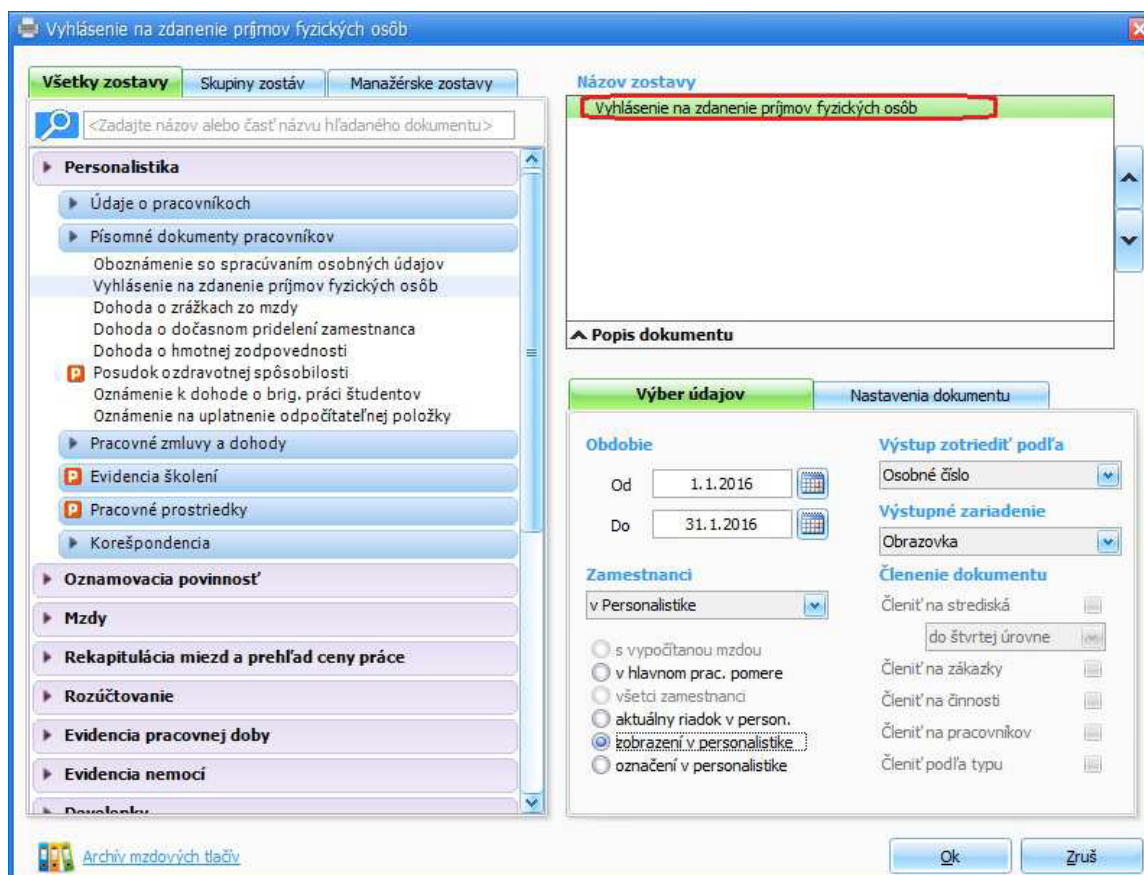 Vyhlásenie na zdanenie príjmov fyzických osôb
Všetky zostavy
Skupiny zostáv
Manažérske zostavy
<Zadajte názov alebo časť názvu hľadaného dokumentu>
Personalistika
Údaje o pracovníkoch
Písomné dokumenty pracovníkov
Oboznámenie so spracúvaním osobných údajov
Vyhlásenie na zdanenie príjmov fyzických osôb
Dohoda o zrážkach zo mzdy
Dohoda o dočasnom pridelení zamestnanca
Dohoda o hmotnej zodpovednosti
P Posudok o zdravotnej spôsobilosti
Oznámenie k dohode o brig. práci študentov
Oznámenie na uplatnenie odpočítateľnej položky
Pracovné zmluvy a dohody
P Evidencia školení
P Pracovné prostriedky
Korešpondencia
Oznamovacia povinnosť
Mzdy
Rekapitulácia miezd a prehľad ceny práce
Rozúčtovanie
Evidencia pracovnej doby
Evidencia nemocí
Dovolenky
Archív mzdových tlačív
Názov zostavy
Vyhlásenie na zdanenie príjmov fyzických osôb
Popis dokumentu
Výber údajov
Nastavenia dokumentu
Obdobie
Od 1.1.2016
Do 31.1.2016
Zamestnanci
v Personalistike
s vypočítanou mzdou
v hlavnom prac. pomere
všetci zamestnanci
aktuálny riadok v person.
zobrazení v personalistike
označení v personalistike
Výstup zotriediť podľa
Osobné číslo
Výstupné zariadenie
Obrazovka
Členenie dokumentu
Členiť na strediská
do štvrtej úrovne
Členiť na zákazky
Členiť na činnosti
Členiť na pracovníkov
Členiť podľa typu
Ok
Zruš